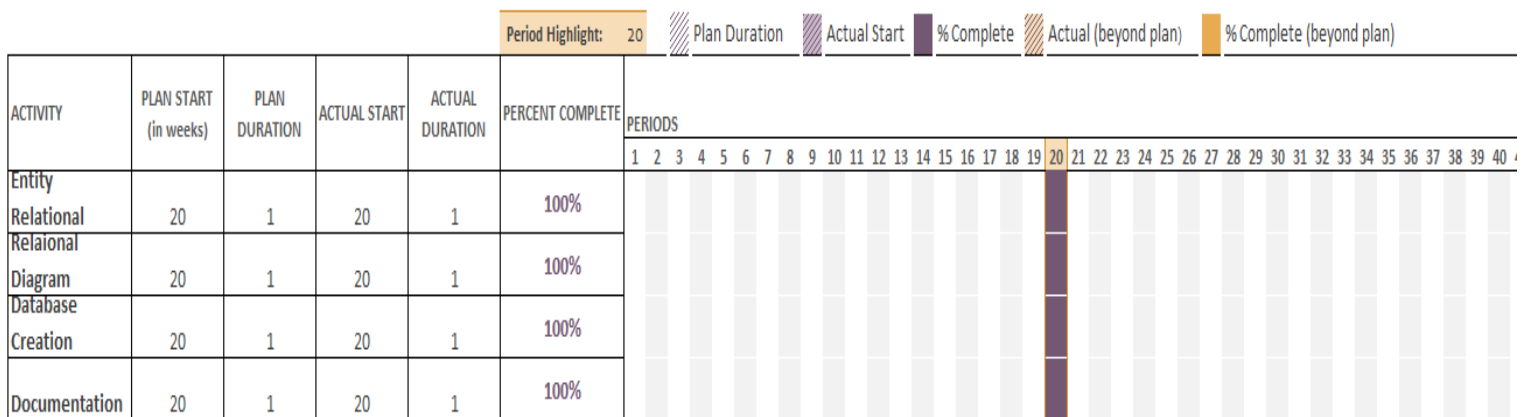 Period Highlight: 20 Plan Duration Actual Start % Complete Actual (beyond plan) % Complete (beyond plan)
ACTIVITY PLAN START (in weeks) PLAN DURATION ACTUAL START ACTUAL DURATION PERCENT COMPLETE PERIODS
1 2 3 4 5 6 7 8 9 10 11 12 13 14 15 16 17 18 19 20 21 22 23 24 25 26 27 28 29 30 31 32 33 34 35 36 37 38 39 40
Entity Relational 20 1 20 1 100%
Relaional Diagram 20 1 20 1 100%
Database Creation 20 1 20 1 100%
Documentation 20 1 20 1 100%